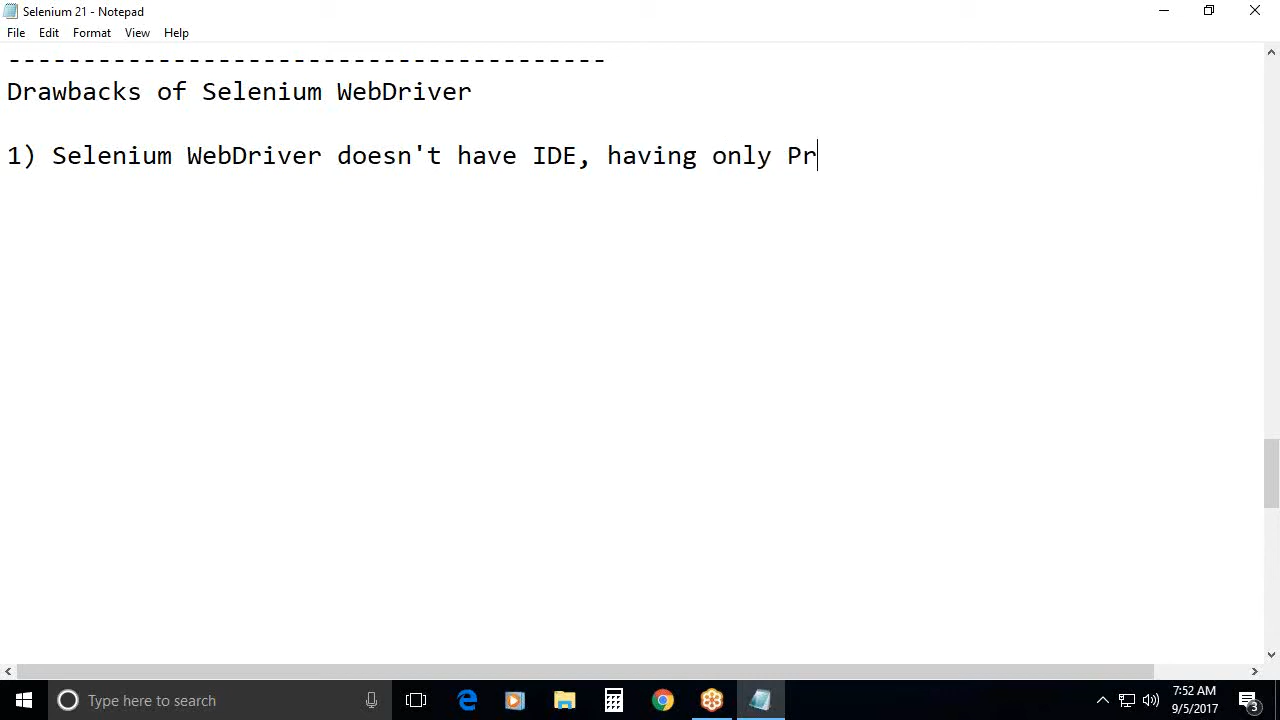 Selenium 21 - Notepad
File Edit Format View Help
----------------------------------------
Drawbacks of Selenium WebDriver
1) Selenium WebDriver doesn't have IDE, having only Pr
Type here to search
7:52 AM
9/5/2017
3